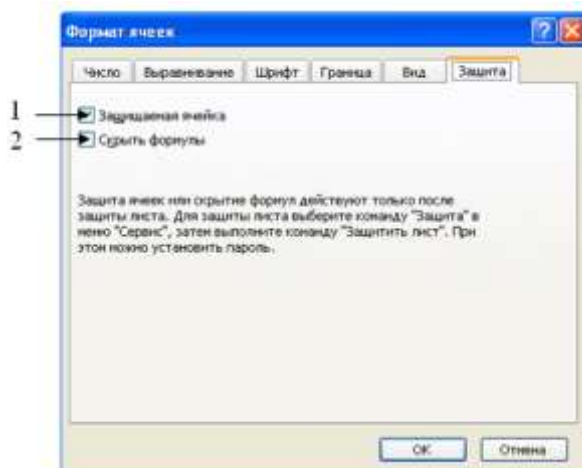 Формат ячеек
Число Выравнивание Шрифт Граница Вид Защита
1 Защищаемая ячейка
2 Скрыть формулы
Защита ячеек или скрытие формул действуют только после
защиты листа. Для защиты листа выберите команду "Защита" в
меню "Сервис", затем выполните команду "Защитить лист". При
этом можно установить пароль.
ОК Отмена